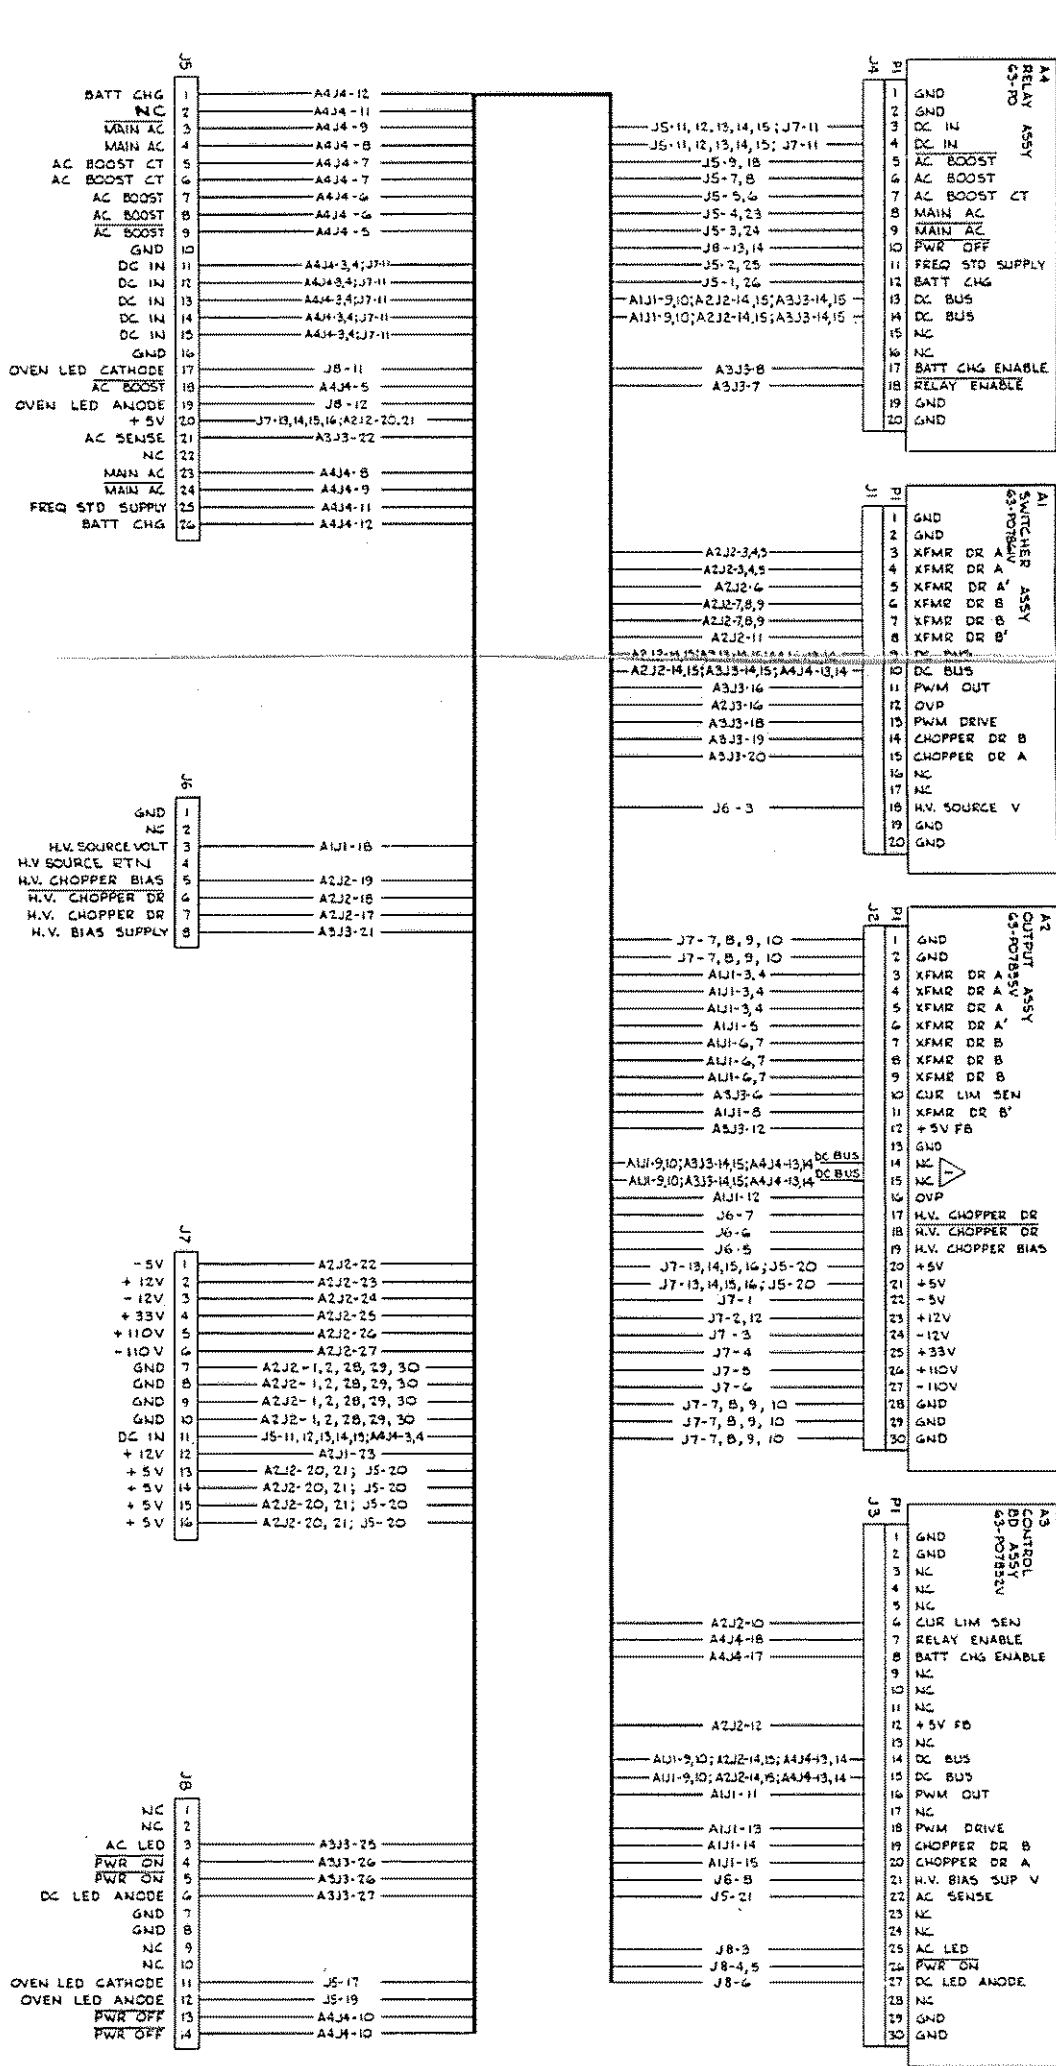 J5
BATT CHG 1 A4J4-12
NC 2 A4J4-11
MAIN AC 3 A4J4-9
MAIN AC 4 A4J4-8
AC BOOST CT 5 A4J4-7
AC BOOST CT 6 A4J4-7
AC BOOST 7 A4J4-6
AC BOOST 8 A4J4-6
AC BOOST 9 A4J4-5
GND 10
DC IN 11 A4J4-3,4;J7-11
DC IN 12 A4J4-3,4;J7-11
DC IN 13 A4J4-3,4;J7-11
DC IN 14 A4J4-3,4;J7-11
DC IN 15 A4J4-3,4;J7-11
GND 16
OVEN LED CATHODE 17 J8-11
AC BOOST 18 A4J4-5
OVEN LED ANODE 19 J8-12
+5V 20 J7-13,14,15,16;A2J2-20,21
AC SENSE 21 A3J3-22
NC 22
MAIN AC 23 A4J4-8
MAIN AC 24 A4J4-9
FREQ STD SUPPLY 25 A4J4-11
BATT CHG 26 A4J4-12
J6
GND 1
NC 2
H.V. SOURCE VOLT 3 A1J1-18
H.V SOURCE RTN 4
H.V. CHOPPER BIAS 5 A2J2-19
H.V. CHOPPER DR 6 A2J2-18
H.V. CHOPPER DR 7 A2J2-17
H.V. BIAS SUPPLY 8 A3J3-21
J7
-5V 1 A2J2-22
+12V 2 A2J2-23
-12V 3 A2J2-24
+33V 4 A2J2-25
+110V 5 A2J2-26
-110V 6 A2J2-27
GND 7 A2J2-1,2,28,29,30
GND 8 A2J2-1,2,28,29,30
GND 9 A2J2-1,2,28,29,30
GND 10 A2J2-1,2,28,29,30
DC IN 11 J5-11,12,13,14,15;A4J4-3,4
+12V 12 A2J1-23
+5V 13 A2J2-20,21; J5-20
+5V 14 A2J2-20,21; J5-20
+5V 15 A2J2-20,21; J5-20
+5V 16 A2J2-20,21; J5-20
J8
NC 1
NC 2
AC LED 3 A3J3-25
PWR ON 4 A3J3-26
PWR ON 5 A3J3-26
DC LED ANODE 6 A3J3-27
GND 7
GND 8
NC 9
NC 10
OVEN LED CATHODE 11 J5-17
OVEN LED ANODE 12 J5-19
PWR OFF 13 A4J4-10
PWR OFF 14 A4J4-10
A4
RELAY ASSY
G3-PO
J4 P1
1 GND
2 GND
J5-11,12,13,14,15;J7-11 3 DC IN
J5-11,12,13,14,15; J7-11 4 DC IN
J5-9,18 5 AC BOOST
J5-7,8 6 AC BOOST
J5-5,6 7 AC BOOST CT
J5-4,23 8 MAIN AC
J5-3,24 9 MAIN AC
J8-13,14 10 PWR OFF
J5-2,25 11 FREQ STD SUPPLY
J5-1,26 12 BATT CHG
A1J1-9,10;A2J2-14,15;A3J3-14,15 13 DC BUS
A1J1-9,10;A2J2-14,15;A3J3-14,15 14 DC BUS
15 NC
16 NC
A3J3-8 17 BATT CHG ENABLE
A3J3-7 18 RELAY ENABLE
19 GND
20 GND
A1
SWITCHER ASSY
J1 P1
1 GND
2 GND
A2J2-3,4,5 3 XFMR DR A
A2J2-3,4,5 4 XFMR DR A
A2J2-6 5 XFMR DR A'
A2J2-7,8,9 6 XFMR DR B
A2J2-7,8,9 7 XFMR DR B
A2J2-11 8 XFMR DR B'
A2J2-14,15;A3J3-14,15;A4J4-13,14 9 DC BUS
A2J2-14,15;A3J3-14,15;A4J4-13,14 10 DC BUS
A3J3-16 11 PWM OUT
A2J3-16 12 OVP
A3J3-18 13 PWM DRIVE
A3J3-19 14 CHOPPER DR B
A3J3-20 15 CHOPPER DR A
16 NC
17 NC
J6-3 18 H.V. SOURCE V
19 GND
20 GND
A2
OUTPUT ASSY
G3-PO7835V
J2 P1
J7-7,8,9,10 1 GND
J7-7,8,9,10 2 GND
A1J1-3,4 3 XFMR DR A
A1J1-3,4 4 XFMR DR A
A1J1-3,4 5 XFMR DR A
A1J1-5 6 XFMR DR A'
A1J1-6,7 7 XFMR DR B
A1J1-6,7 8 XFMR DR B
A1J1-6,7 9 XFMR DR B
A3J3-6 10 CUR LIM SEN
A1J1-8 11 XFMR DR B'
A3J3-12 12 +5V FB
13 GND
A1J1-9,10;A3J3-14,15;A4J4-13,14 DC BUS 14 NC
A1J1-9,10;A3J3-14,15;A4J4-13,14 DC BUS 15 NC
A1J1-12 16 OVP
J6-7 17 H.V. CHOPPER DR
J6-6 18 H.V. CHOPPER DR
J6-5 19 H.V. CHOPPER BIAS
J7-13,14,15,16;J5-20 20 +5V
J7-13,14,15,16;J5-20 21 +5V
J7-1 22 -5V
J7-2,12 23 +12V
J7-3 24 -12V
J7-4 25 +33V
J7-5 26 +110V
J7-6 27 -110V
J7-7,8,9,10 28 GND
J7-7,8,9,10 29 GND
J7-7,8,9,10 30 GND
A3
CONTROL
BD ASSY
G3-PO7832V
J3 P1
1 GND
2 GND
3 NC
4 NC
5 NC
A2J2-10 6 CUR LIM SEN
A4J4-18 7 RELAY ENABLE
A4J4-17 8 BATT CHG ENABLE
9 NC
10 NC
11 NC
A2J2-12 12 +5V FB
13 NC
A1J1-9,10;A2J2-14,15;A4J4-13,14 14 DC BUS
A1J1-9,10;A2J2-14,15;A4J4-13,14 15 DC BUS
A1J1-11 16 PWM OUT
17 NC
A1J1-13 18 PWM DRIVE
A1J1-14 19 CHOPPER DR B
A1J1-15 20 CHOPPER DR A
J6-8 21 H.V. BIAS SUP V
J5-21 22 AC SENSE
23 NC
24 NC
J8-3 25 AC LED
J8-4,5 26 PWR ON
J8-6 27 DC LED ANODE
28 NC
29 GND
30 GND